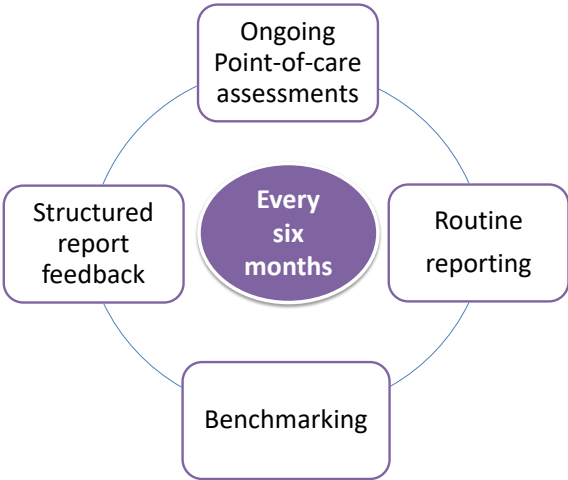 Ongoing
Point-of-care
assessments
Every
six
months
Structured
report
feedback
Routine
reporting
Benchmarking